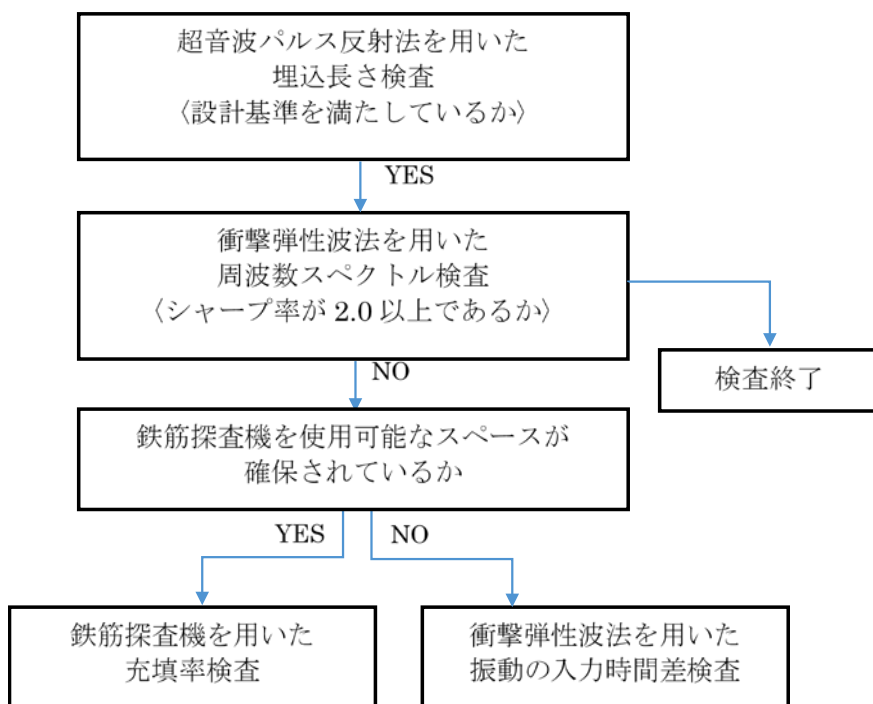 超音波パルス反射法を用いた
埋込長さ検査
〈設計基準を満たしているか〉
YES
衝撃弾性波法を用いた
周波数スペクトル検査
〈シャープ率が 2.0 以上であるか〉
検査終了
NO
鉄筋探査機を使用可能なスペースが
確保されているか
YES
NO
鉄筋探査機を用いた
充填率検査
衝撃弾性波法を用いた
振動の入力時間差検査